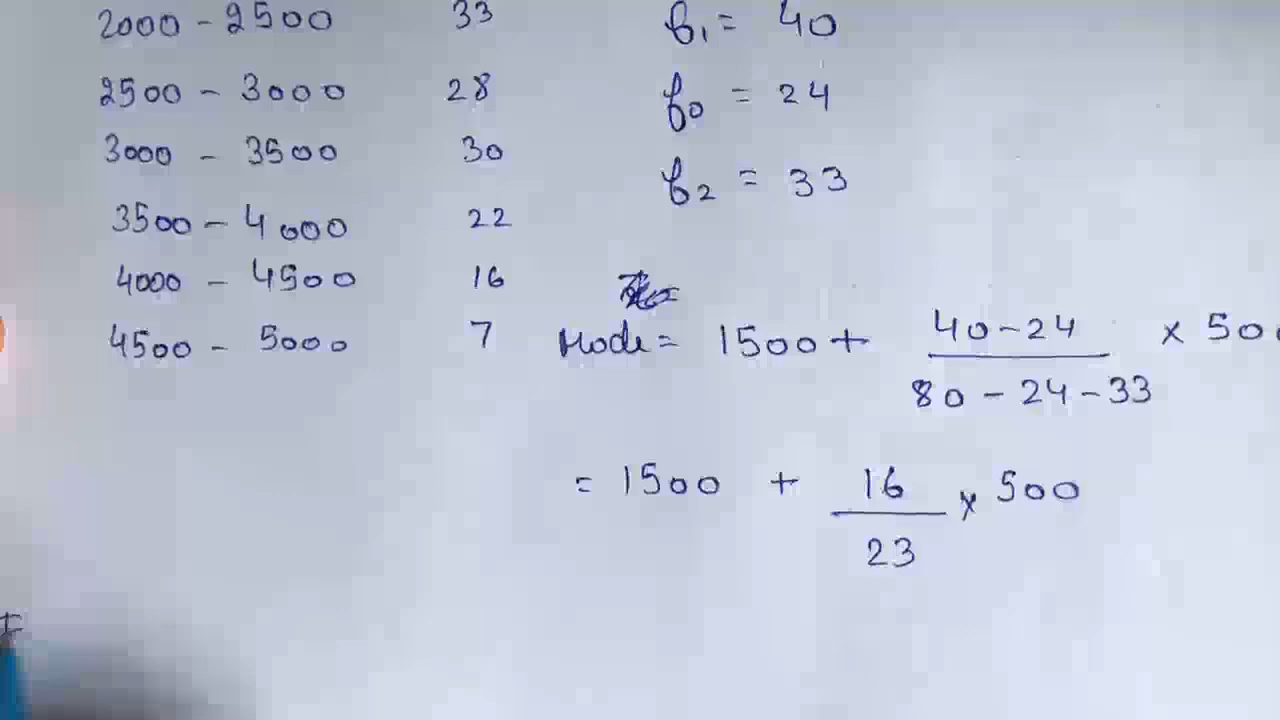 2000 - 2500 33 f₁ = 40
2500 - 3000 28 f₀ = 24
3000 - 3500 30
f₂ = 33
3500 - 4000 22
4000 - 4500 16
4500 - 5000 7
Mode = 1500 + 40-24 / 80-24-33 × 500
= 1500 + 16 / 23 × 500